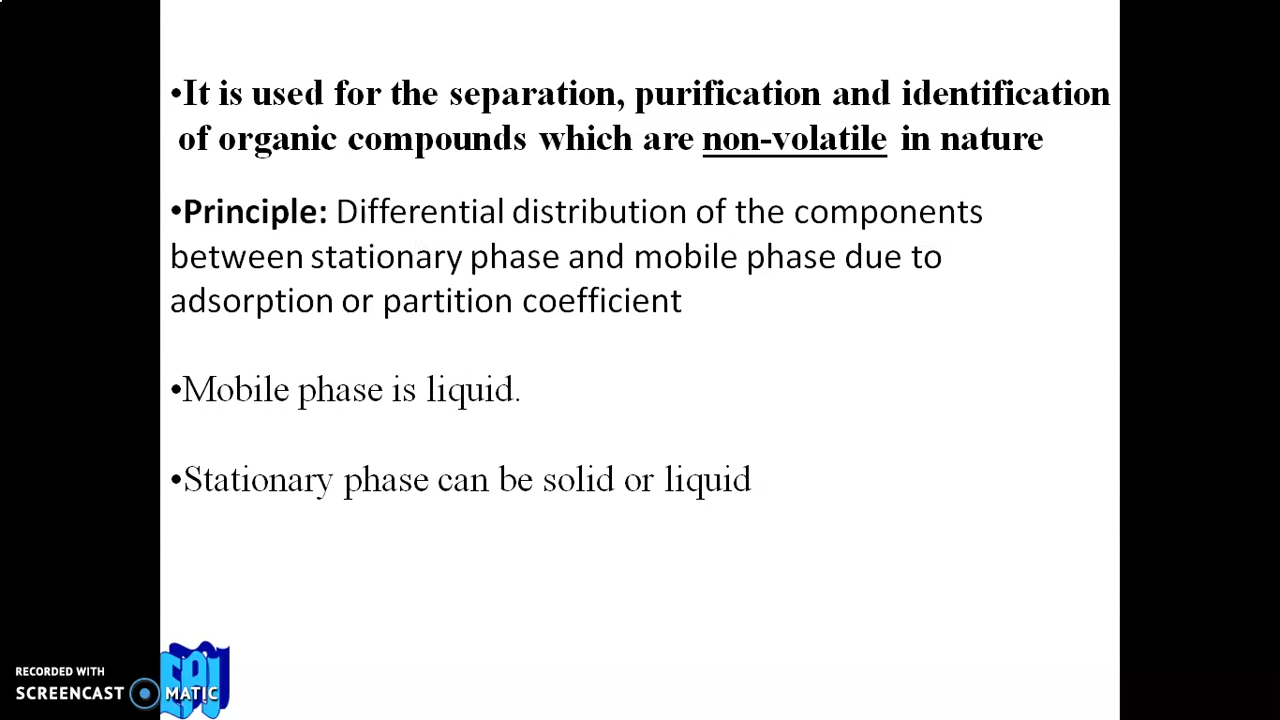 •It is used for the separation, purification and identification
of organic compounds which are non-volatile in nature
•Principle: Differential distribution of the components
between stationary phase and mobile phase due to
adsorption or partition coefficient
•Mobile phase is liquid.
•Stationary phase can be solid or liquid
RECORDED WITH
SCREENCAST MATIC